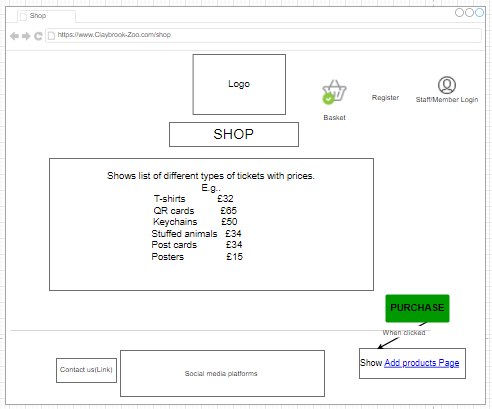 Shop
https://www.Claybrook-Zoo.com/shop
Logo
Basket
Register
Staff/Member Login
SHOP
Shows list of different types of tickets with prices.
E.g..
T-shirts £32
QR cards £65
Keychains £50
Stuffed animals £34
Post cards £34
Posters £15
PURCHASE
When clicked
Show Add products Page
Contact us(Link)
Social media platforms